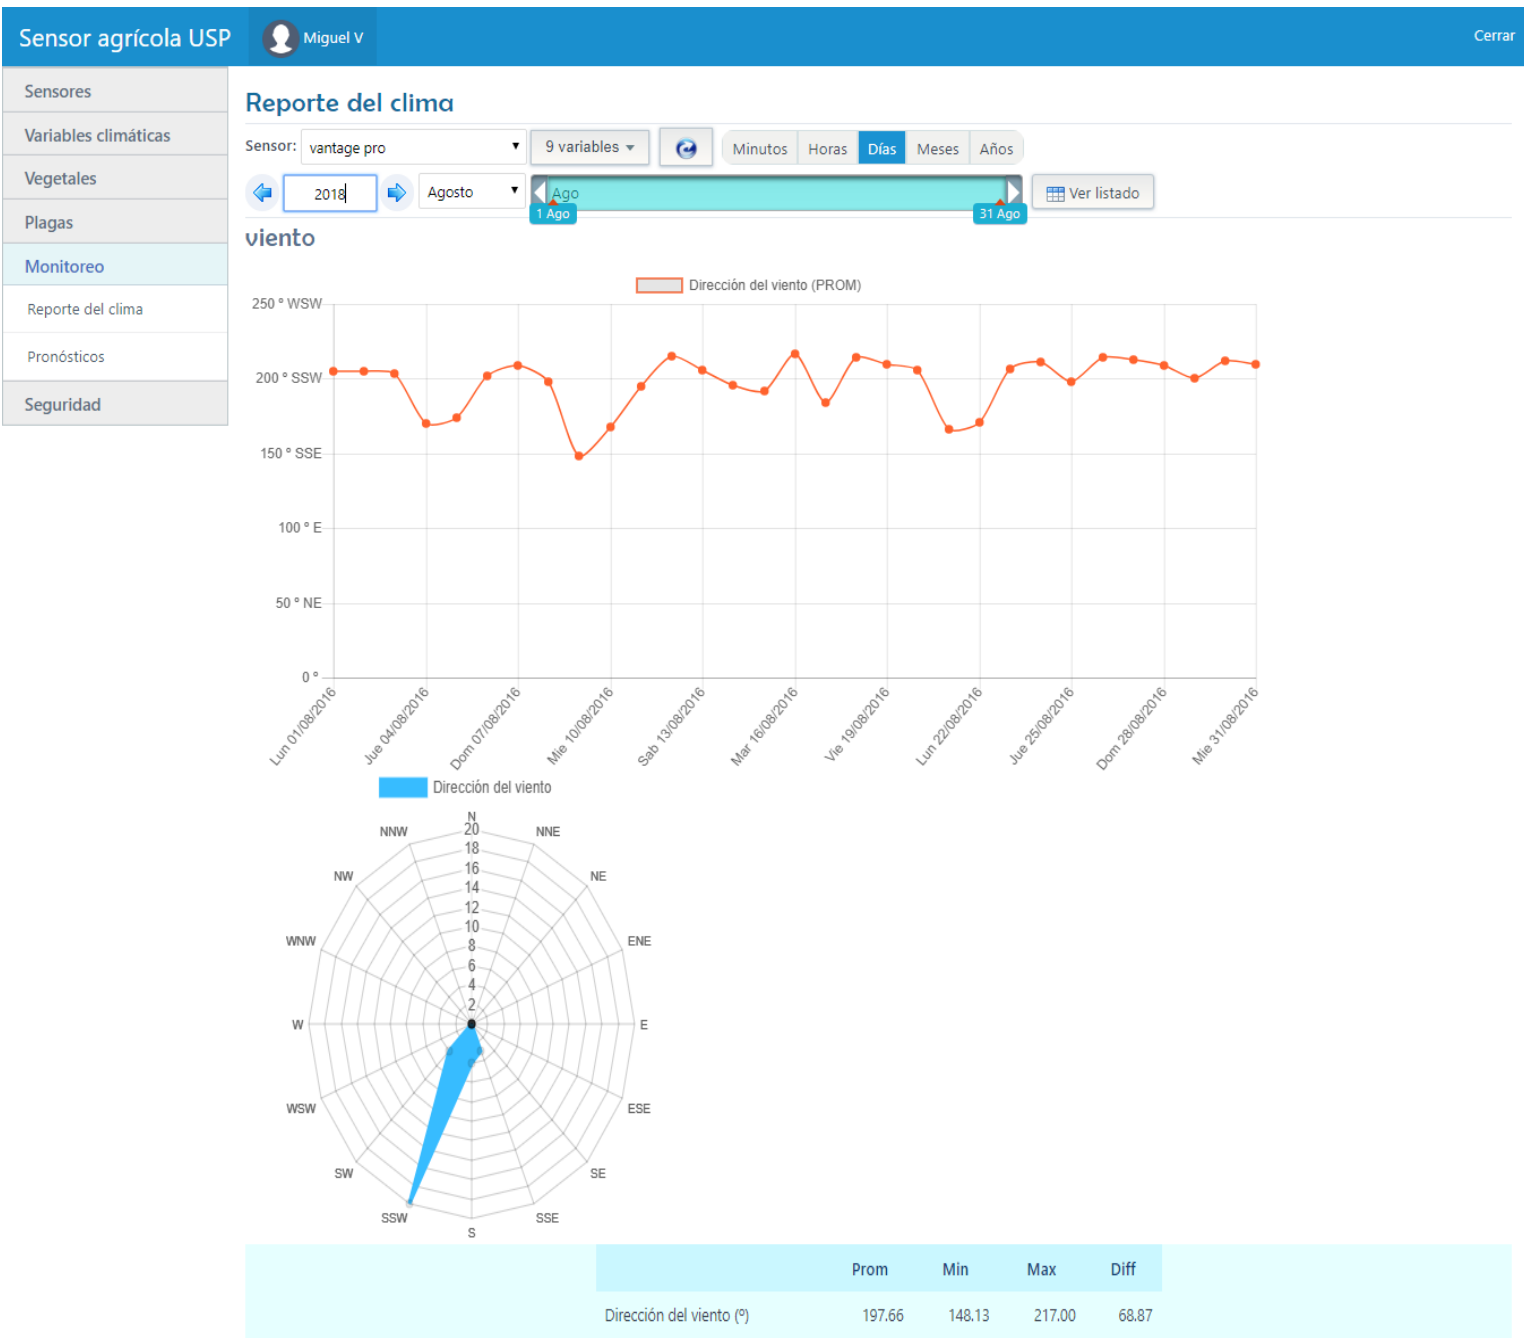 Sensor agrícola USP
Miguel V
Cerrar
Sensores
Variables climáticas
Vegetales
Plagas
Monitoreo
Reporte del clima
Pronósticos
Seguridad
Reporte del clima
Sensor: vantage pro 9 variables Minutos Horas Días Meses Años
2018 Agosto Ago Ver listado
1 Ago 31 Ago
viento
Dirección del viento (PROM)
250 º WSW
200 º SSW
150 º SSE
100 º E
50 º NE
0 º
Lun 01/08/2016
Jue 04/08/2016
Dom 07/08/2016
Mie 10/08/2016
Sab 13/08/2016
Mar 16/08/2016
Vie 19/08/2016
Lun 22/08/2016
Jue 25/08/2016
Dom 28/08/2016
Mie 31/08/2016
Dirección del viento
N
NNW 20 NNE
18
NW 16 NE
14
12
10
WNW 8 ENE
6
4
2
W E
WSW ESE
SW SE
SSW SSE
S
Prom Min Max Diff
Dirección del viento (º) 197.66 148.13 217.00 68.87